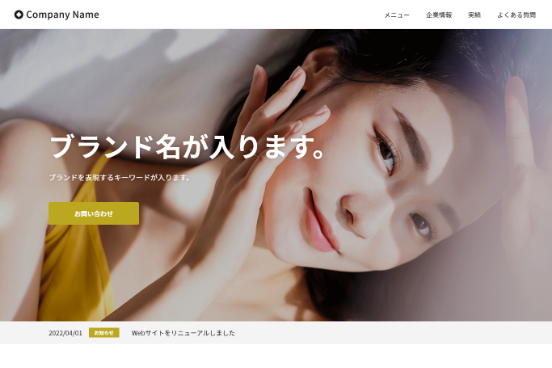 Company Name
メニュー 企業情報 実績 よくある質問
ブランド名が入ります。
ブランドを表現するキーワードが入ります。
お問い合わせ
2022/04/01 お知らせ Webサイトをリニューアルしました